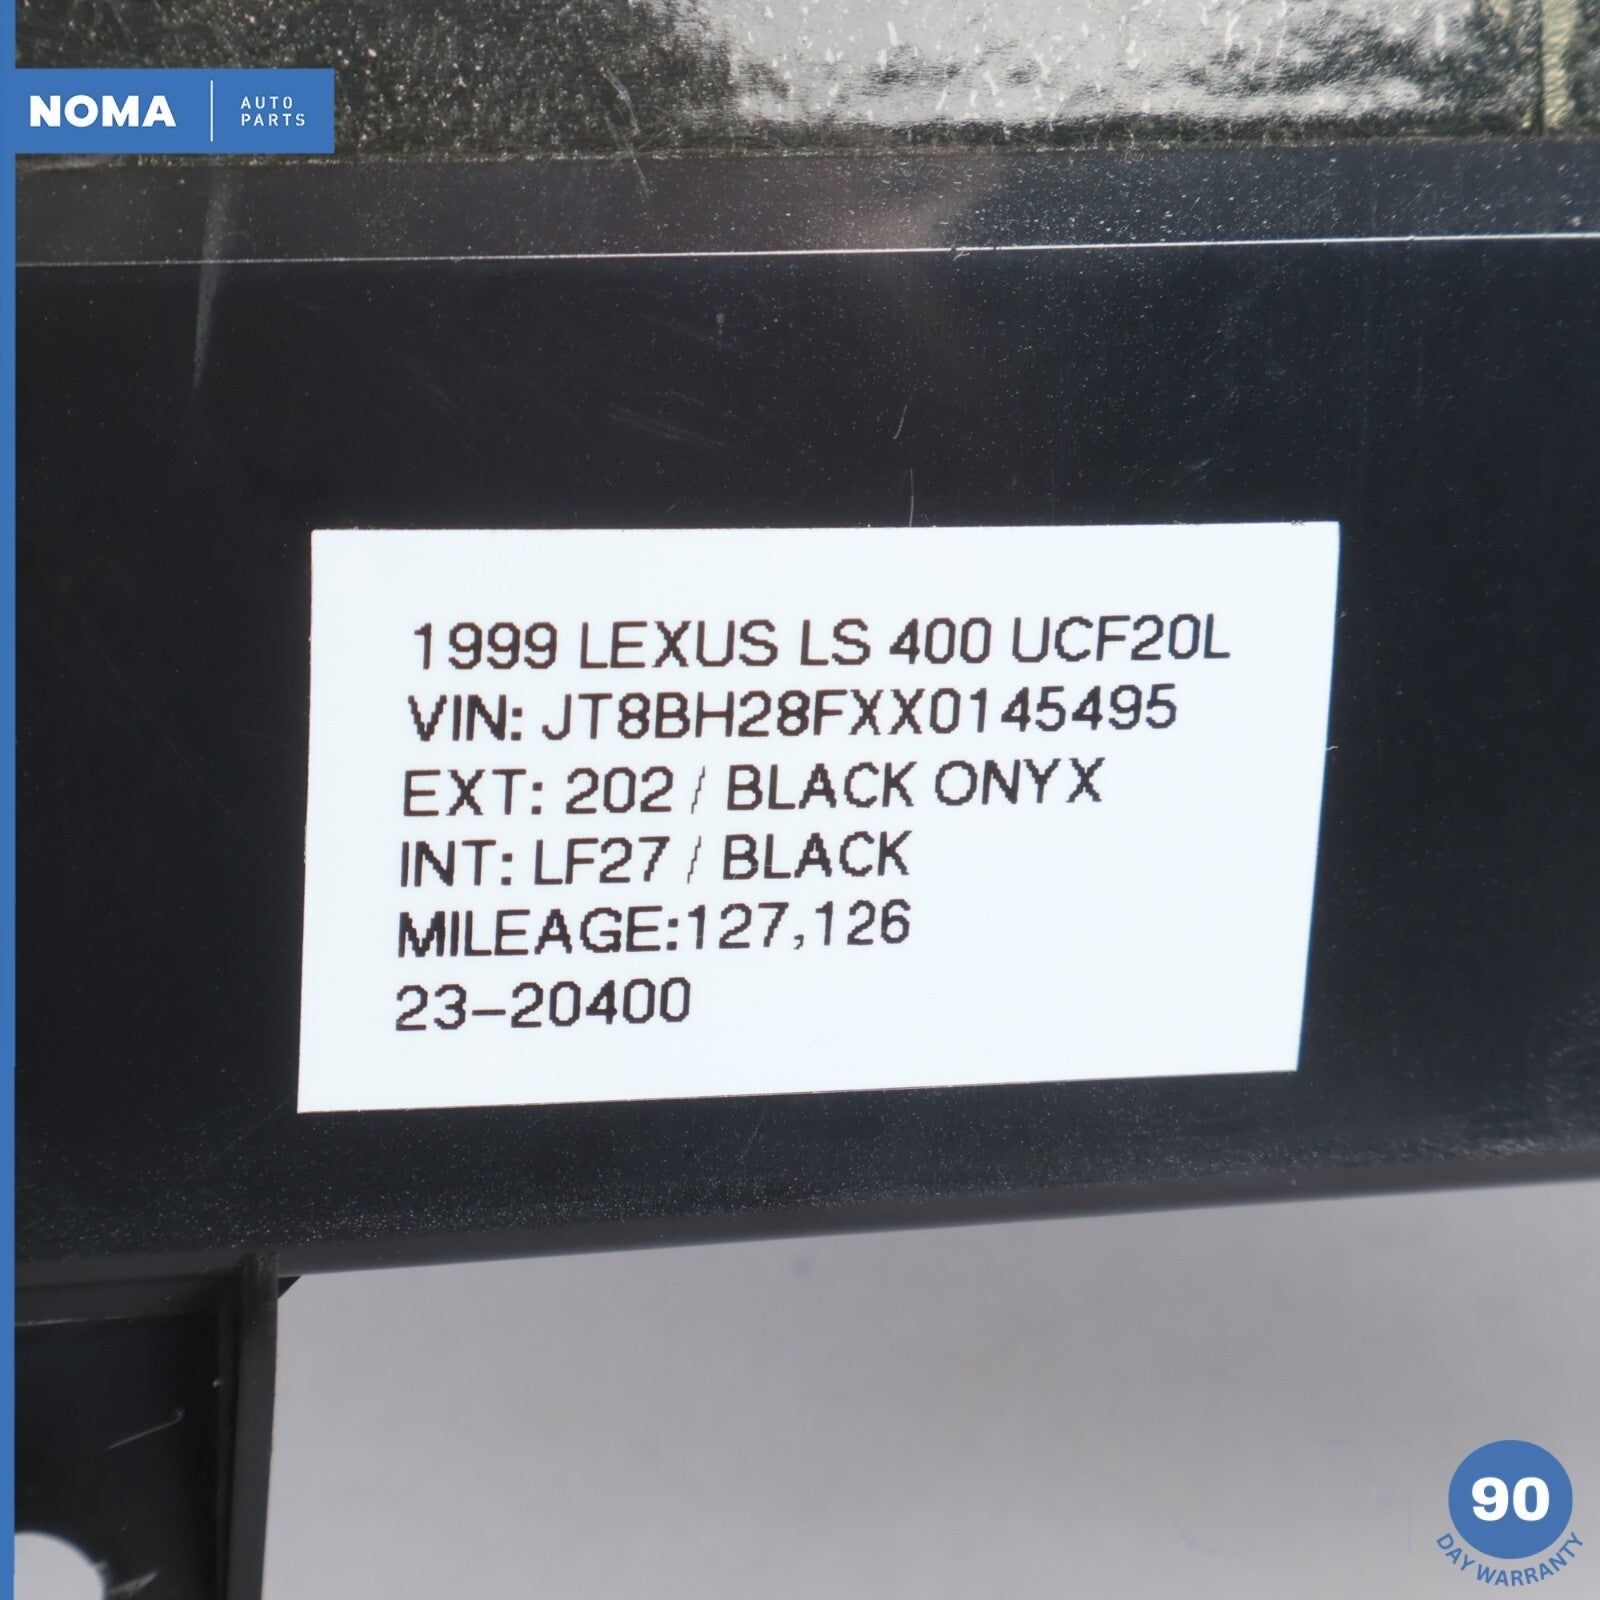 NOMA
AUTO
PARTS
1999 LEXUS LS 400 UCF20L
VIN: JT8BH28FXX0145495
EXT: 202 / BLACK ONYX
INT: LF27 / BLACK
MILEAGE:127,126
23-20400
90
DAY WARRANTY